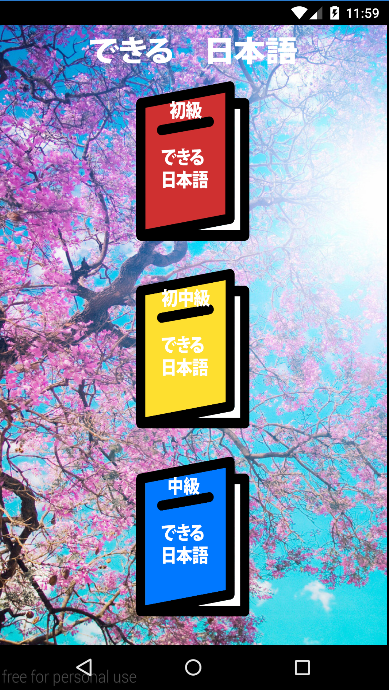 11:59
できる　日本語
初級
できる
日本語
初中級
できる
日本語
中級
できる
日本語
free for personal use